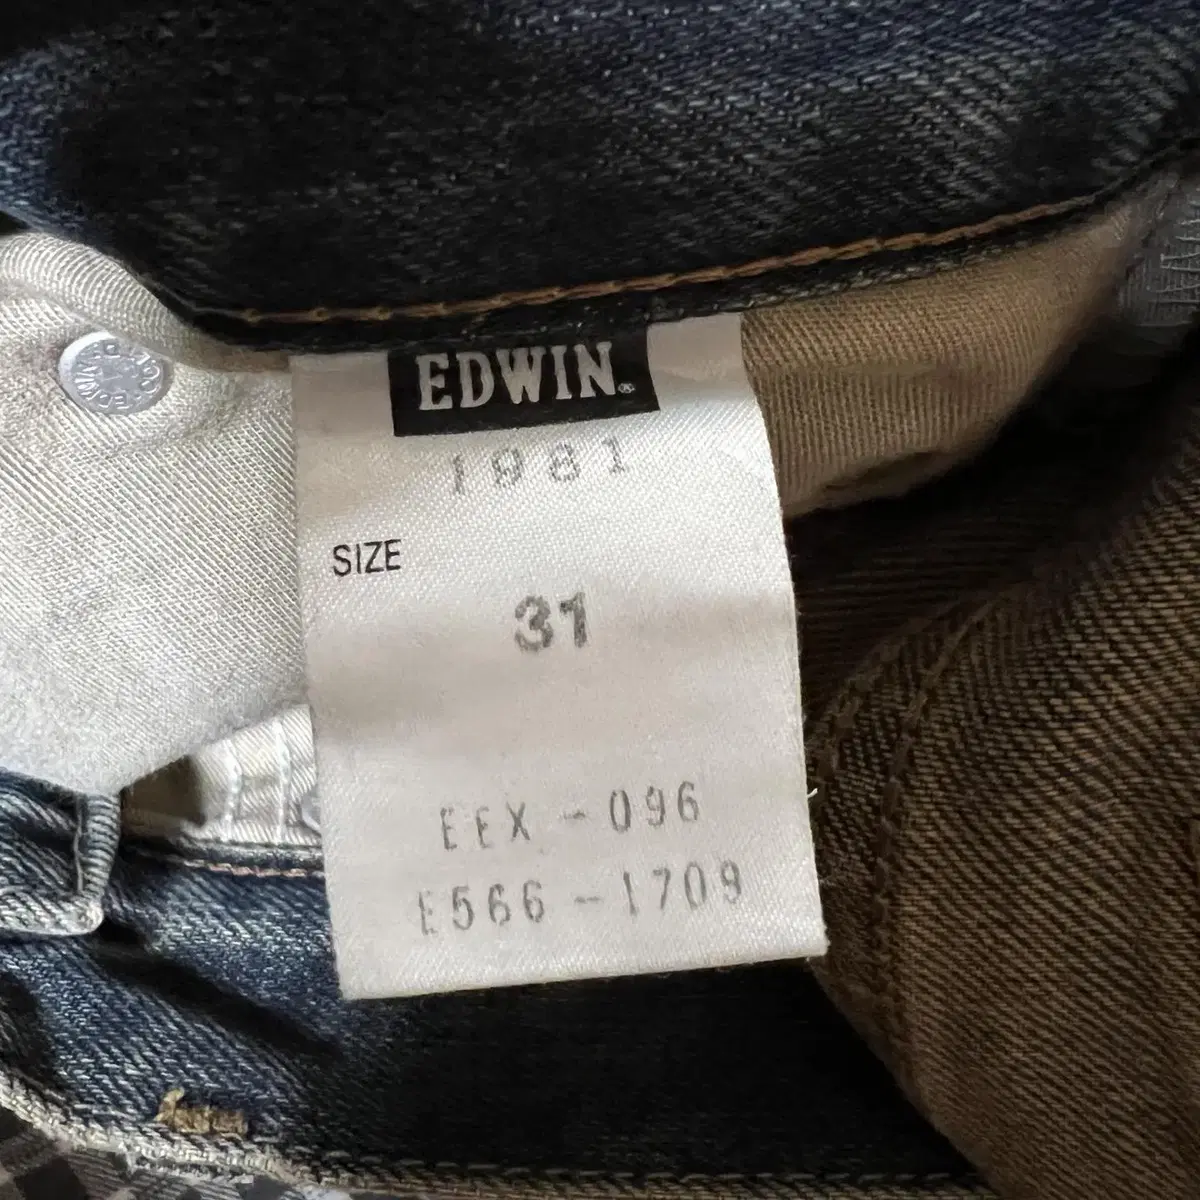 EDWIN®
1981
SIZE
31
EEX-096
E566-1709